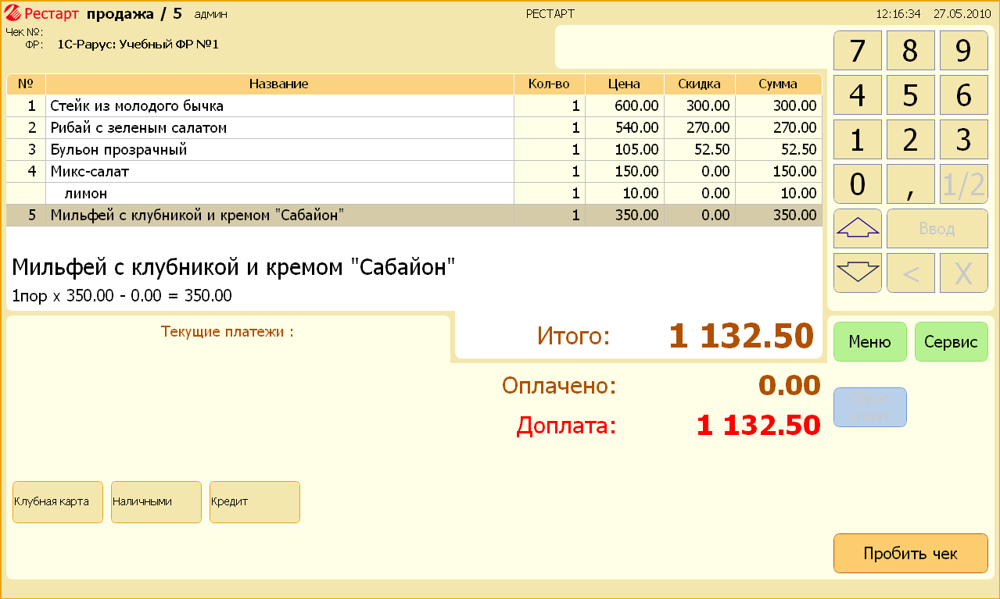 Рестарт продажа / 5 админ РЕСТАРТ 12:16:34 27.05.2010
Чек №:
ФР: 1С-Рарус: Учебный ФР №1
№ Название Кол-во Цена Скидка Сумма
1 Стейк из молодого бычка 1 600.00 300.00 300.00
2 Рибай с зеленым салатом 1 540.00 270.00 270.00
3 Бульон прозрачный 1 105.00 52.50 52.50
4 Микс-салат 1 150.00 0.00 150.00
лимон 1 10.00 0.00 10.00
5 Мильфей с клубникой и кремом "Сабайон" 1 350.00 0.00 350.00
Мильфей с клубникой и кремом "Сабайон"
1пор x 350.00 - 0.00 = 350.00
Итого: 1 132.50
Текущие платежи :
Оплачено: 0.00
Доплата: 1 132.50
Клубная карта Наличными Кредит
7 8 9
4 5 6
1 2 3
0 , 1/2
Ввод
< X
Меню Сервис
Сброс
оплат
Пробить чек